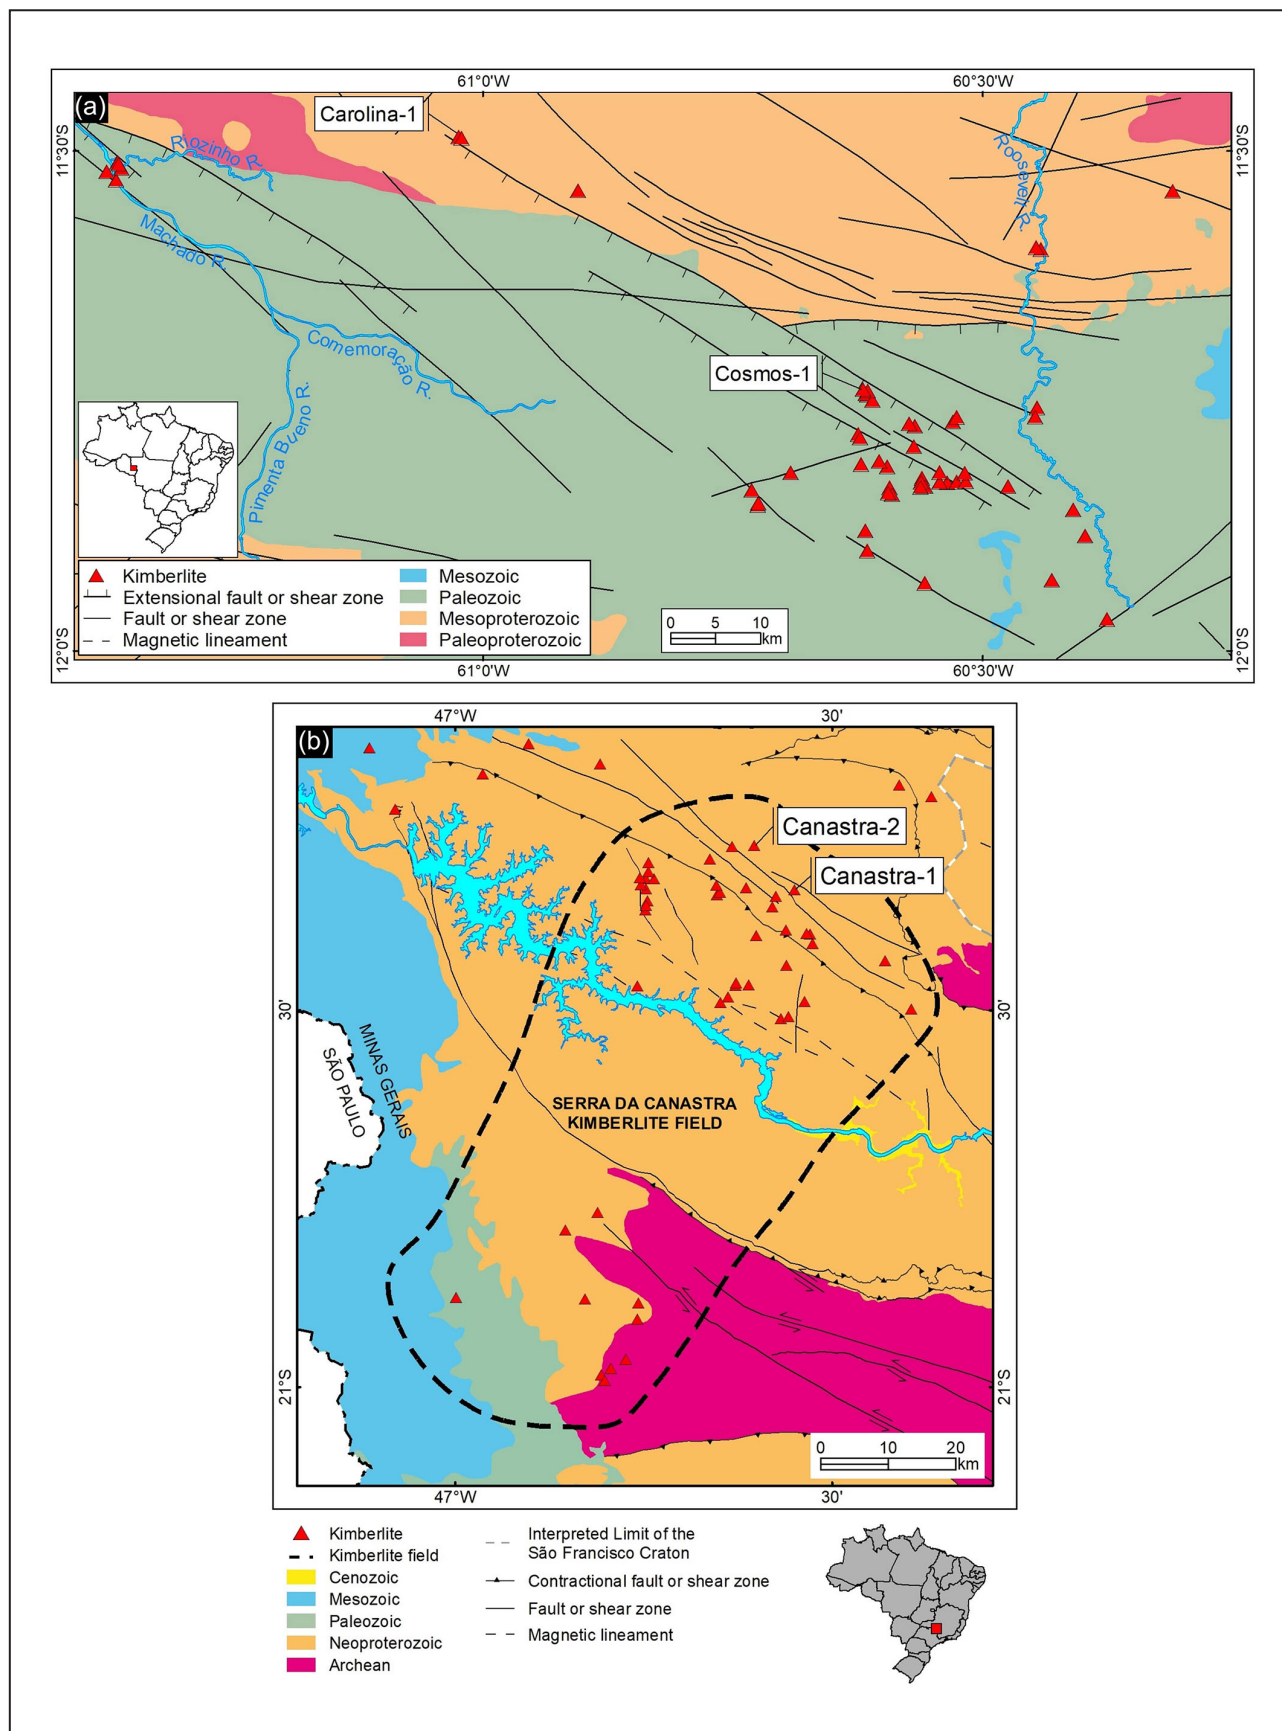 (a)
61°0'W
60°30'W
Carolina-1
11°30'S
11°30'S
Riozinho R.
Roosevelt R.
Machado R.
Comemoração R.
Cosmos-1
Pimenta Bueno R.
Kimberlite
Extensional fault or shear zone
Fault or shear zone
Magnetic lineament
Mesozoic
Paleozoic
Mesoproterozoic
Paleoproterozoic
0 5 10
km
12°0'S
12°0'S
61°0'W
60°30'W
(b)
47°W
30'
Canastra-2
Canastra-1
30'
30'
MINAS GERAIS
SÃO PAULO
SERRA DA CANASTRA
KIMBERLITE FIELD
21°S
21°S
0 10 20
km
47°W
30'
Kimberlite
Kimberlite field
Cenozoic
Mesozoic
Paleozoic
Neoproterozoic
Archean
Interpreted Limit of the
São Francisco Craton
Contractional fault or shear zone
Fault or shear zone
Magnetic lineament